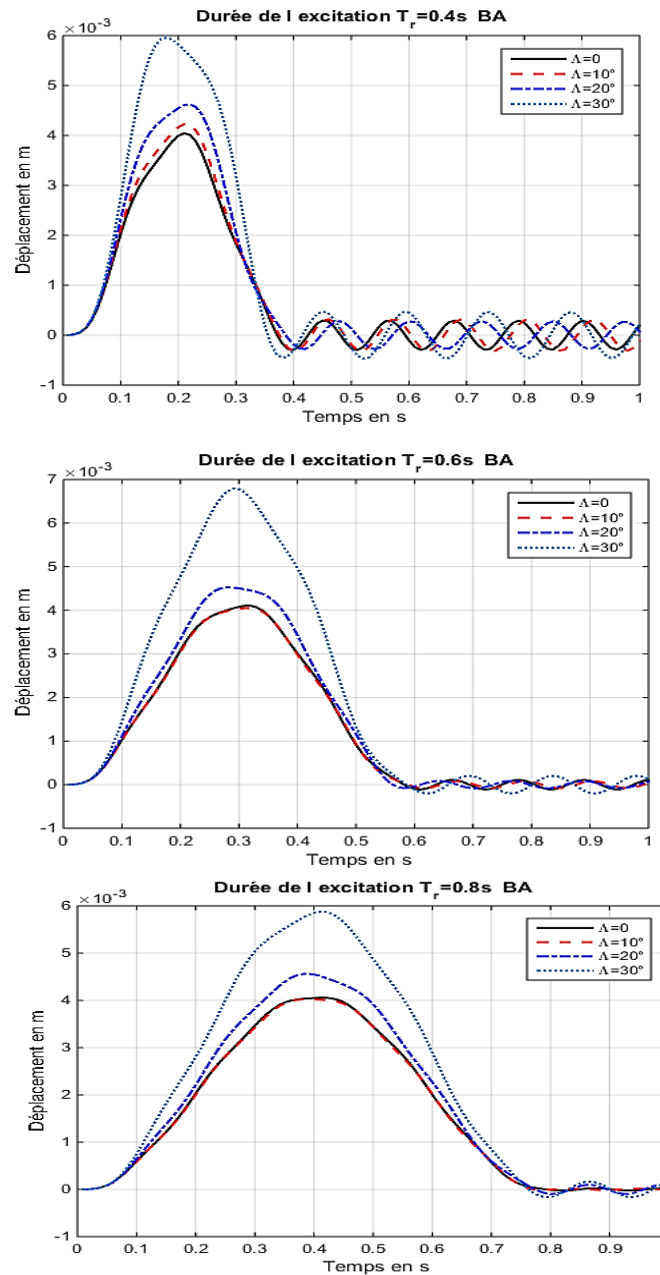 Durée de l excitation T_r=0.4s BA
×10⁻³
Λ=0
Λ=10°
Λ=20°
Λ=30°
Déplacement en m
6
5
4
3
2
1
0
-1
0 0.1 0.2 0.3 0.4 0.5 0.6 0.7 0.8 0.9 1
Temps en s
Durée de l excitation T_r=0.6s BA
×10⁻³
Λ=0
Λ=10°
Λ=20°
Λ=30°
Déplacement en m
7
6
5
4
3
2
1
0
-1
0 0.1 0.2 0.3 0.4 0.5 0.6 0.7 0.8 0.9 1
Temps en s
Durée de l excitation T_r=0.8s BA
×10⁻³
Λ=0
Λ=10°
Λ=20°
Λ=30°
Déplacement en m
6
5
4
3
2
1
0
-1
0 0.1 0.2 0.3 0.4 0.5 0.6 0.7 0.8 0.9
Temps en s